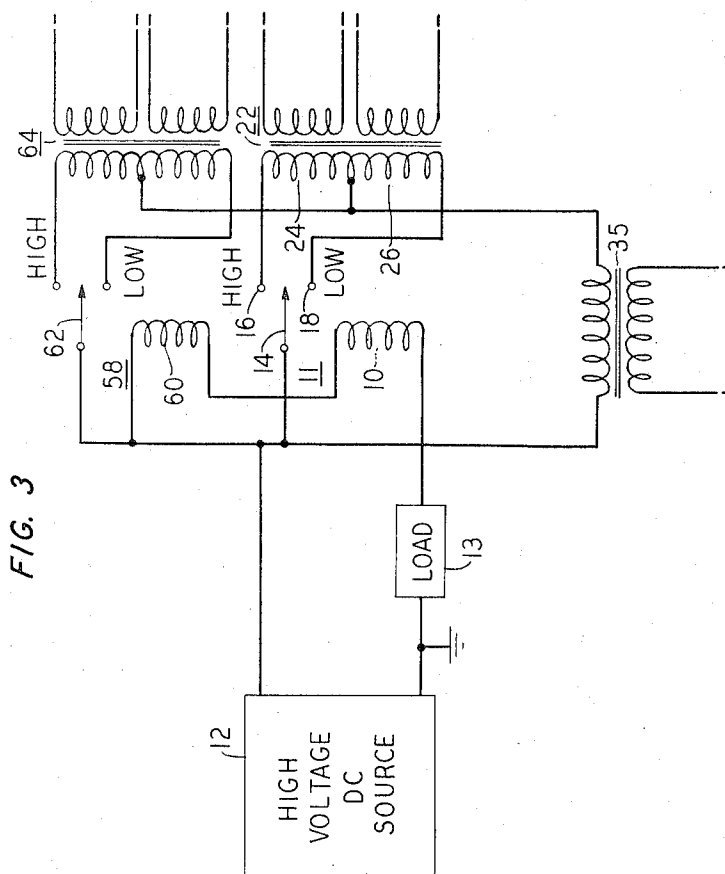 FIG. 3
64
HIGH
62
LOW
58
60
22
24
HIGH
16
14
18
LOW
26
11
10
35
LOAD
13
12
HIGH
VOLTAGE
DC
SOURCE